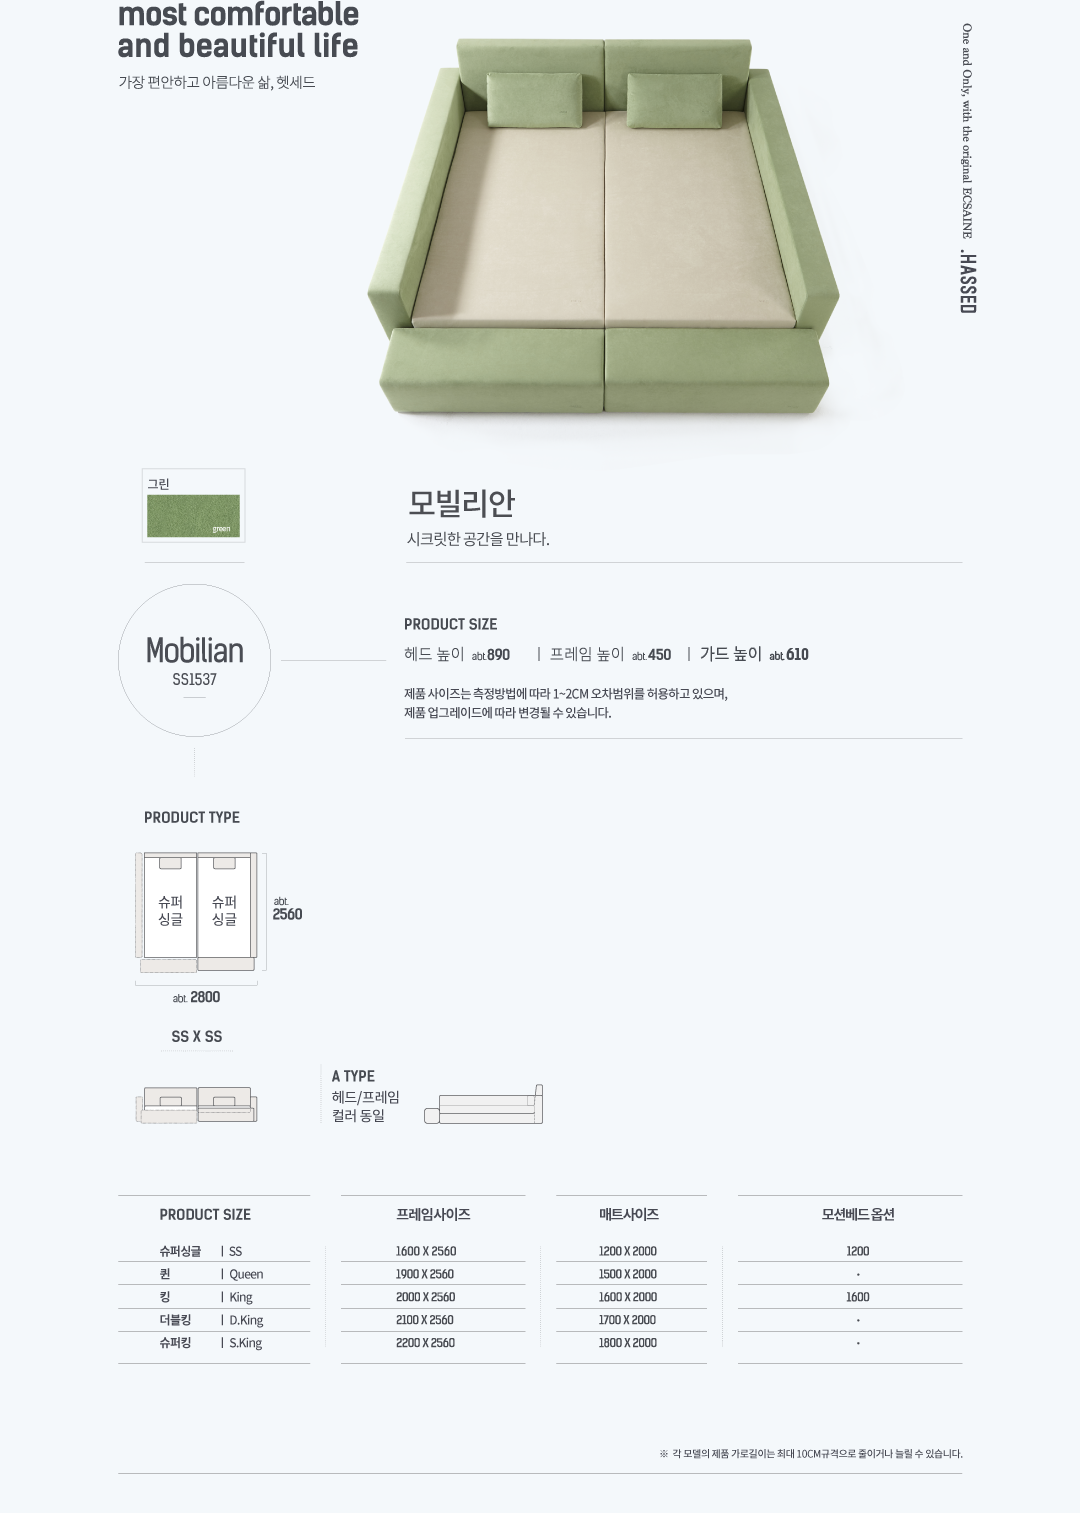 most comfortable
and beautiful life
가장 편안하고 아름다운 삶, 헷세드
One and Only, with the original ECSAINE .HASSED
그린
green
모빌리안
시크릿한 공간을 만나다.
Mobilian
SS1537
PRODUCT SIZE
헤드 높이 abt.890 | 프레임 높이 abt.450 | 가드 높이 abt.610
제품 사이즈는 측정방법에 따라 1~2CM 오차범위를 허용하고 있으며,
제품 업그레이드에 따라 변경될 수 있습니다.
PRODUCT TYPE
슈퍼 슈퍼
싱글 싱글
abt.
2560
abt. 2800
SS X SS
A TYPE
헤드/프레임
컬러 동일
PRODUCT SIZE 프레임사이즈 매트사이즈 모션베드 옵션
슈퍼싱글 | SS 1600 X 2560 1200 X 2000 1200
퀸 | Queen 1900 X 2560 1500 X 2000 ·
킹 | King 2000 X 2560 1600 X 2000 1600
더블킹 | D.King 2100 X 2560 1700 X 2000 ·
슈퍼킹 | S.King 2200 X 2560 1800 X 2000 ·
※ 각 모델의 제품 가로길이는 최대 10CM규격으로 줄이거나 늘릴 수 있습니다.